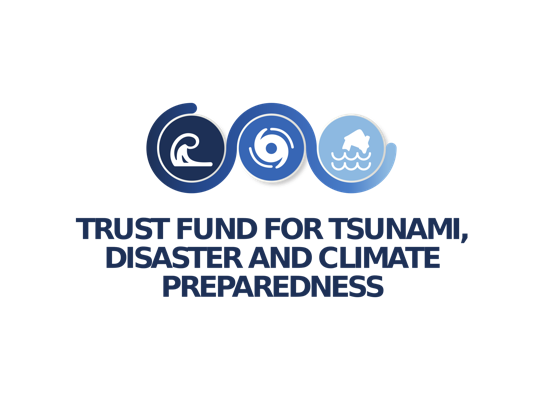 TRUST FUND FOR TSUNAMI,
DISASTER AND CLIMATE
PREPAREDNESS